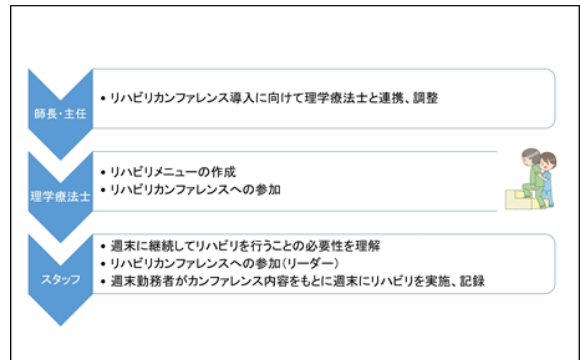 師長・主任
• リハビリカンファレンス導入に向けて理学療法士と連携、調整
理学療法士
• リハビリメニューの作成
• リハビリカンファレンスへの参加
スタッフ
• 週末に継続してリハビリを行うことの必要性を理解
• リハビリカンファレンスへの参加(リーダー)
• 週末勤務者がカンファレンス内容をもとに週末にリハビリを実施、記録